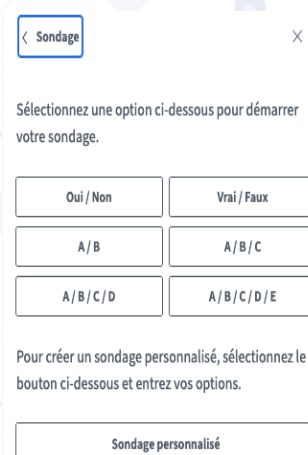 Sondage
Sélectionnez une option ci-dessous pour démarrer
votre sondage.
Oui / Non
Vrai / Faux
A / B
A / B / C
A / B / C / D
A / B / C / D / E
Pour créer un sondage personnalisé, sélectionnez le
bouton ci-dessous et entrez vos options.
Sondage personnalisé